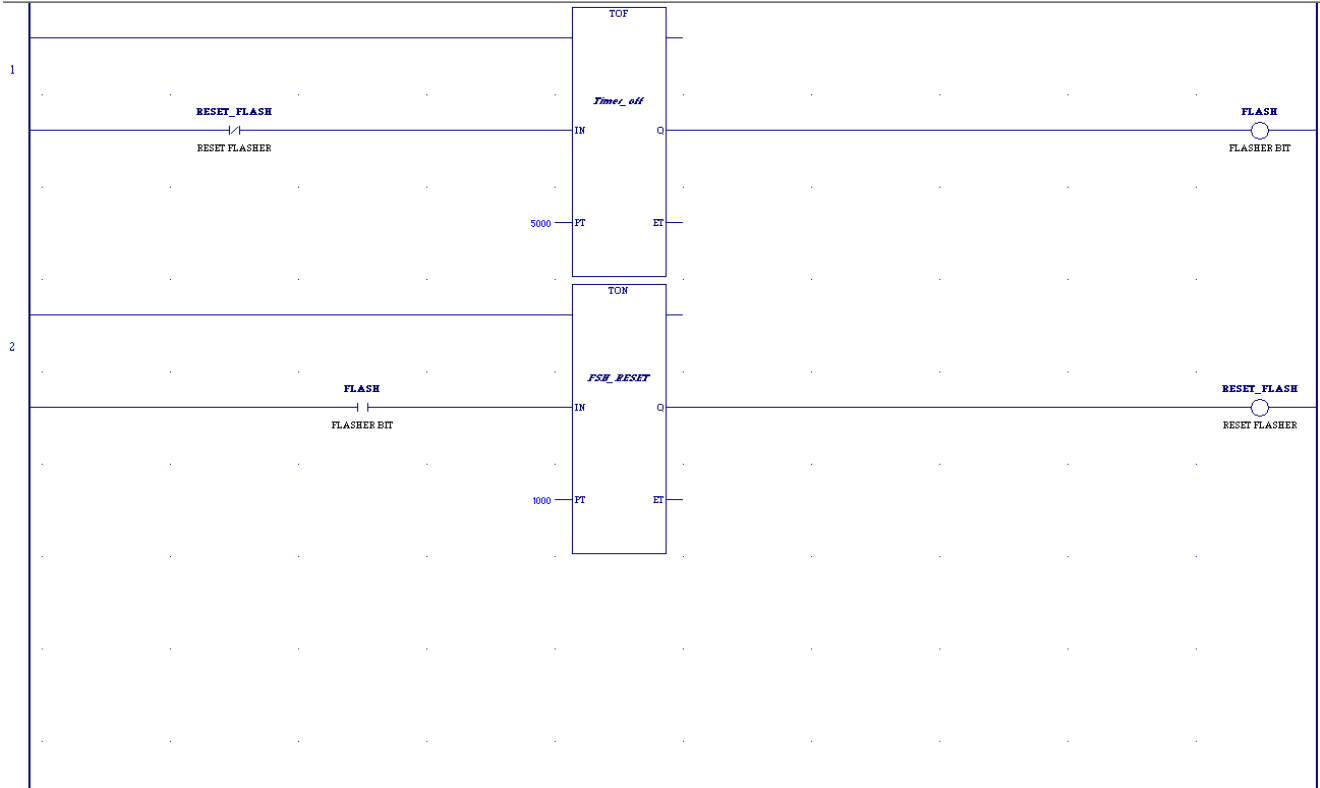 TOF
1
Timer_off
RESET_FLASH
FLASH
IN
Q
RESET FLASHER
FLASHER BIT
5000
PT
ET
TON
2
FSH_RESET
FLASH
RESET_FLASH
IN
Q
FLASHER BIT
RESET FLASHER
1000
PT
ET